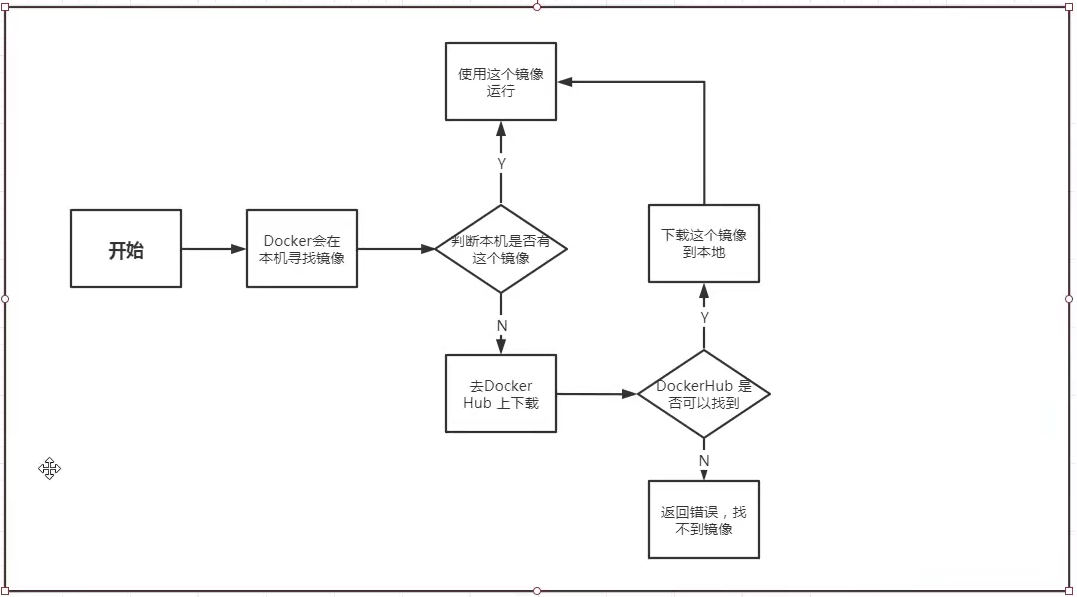 使用这个镜像
运行
Y
开始
Docker会在
本机寻找镜像
判断本机是否有
这个镜像
下载这个镜像
到本地
N
Y
去Docker
Hub 上下载
DockerHub 是
否可以找到
N
返回错误，找
不到镜像